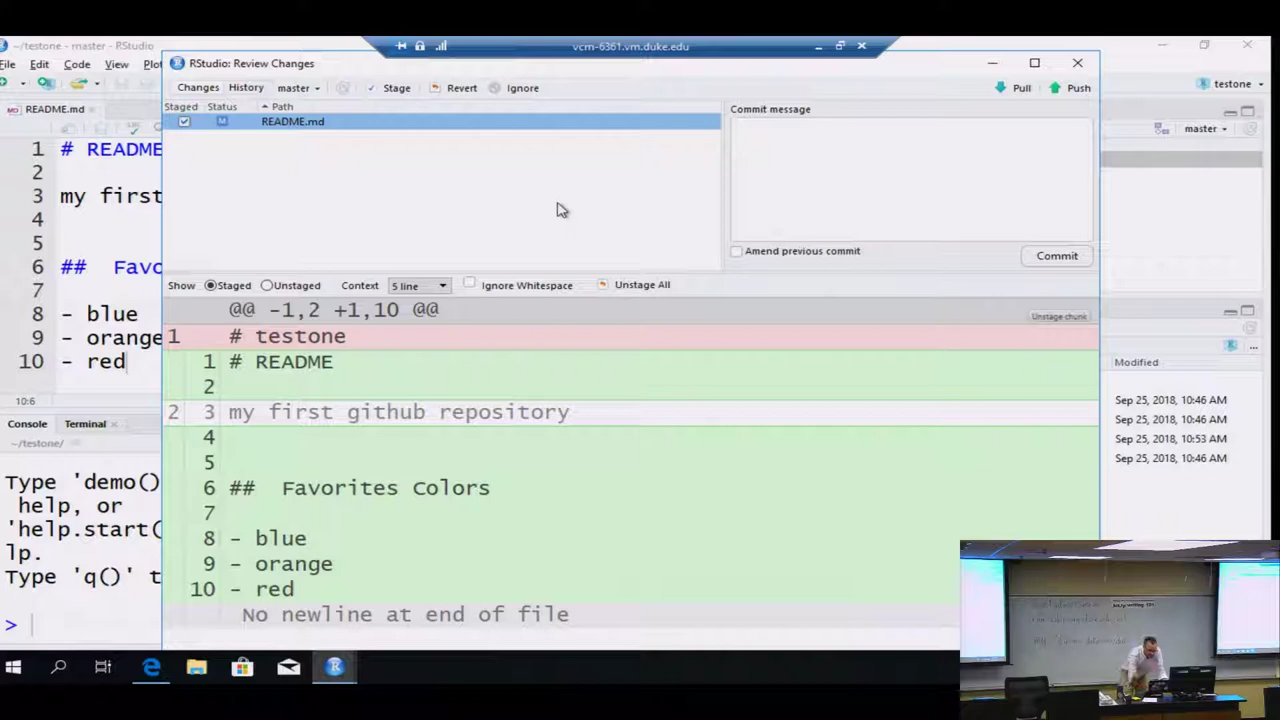 ~/testone - master - RStudio
vcm-6361.vm.duke.edu
File Edit Code View Plot
testone
README.md
master
1 # README
2
3 my first
4
5
6 ## Favo
7
8 - blue
9 - orange
10 - red
10:6
Console Terminal
~/testone/
Type 'demo()
help, or
'help.start(
lp.
Type 'q()' t
>
RStudio: Review Changes
Changes History master Stage Revert Ignore Pull Push
Staged Status Path
README.md
Commit message
Amend previous commit
Commit
Show Staged Unstaged Context 5 line Ignore Whitespace Unstage All
@@ -1,2 +1,10 @@
Unstage chunk
1 # testone
1 # README
2
2 3 my first github repository
4
5
6 ## Favorites Colors
7
8 - blue
9 - orange
10 - red
No newline at end of file
Modified
Sep 25, 2018, 10:46 AM
Sep 25, 2018, 10:46 AM
Sep 25, 2018, 10:53 AM
Sep 25, 2018, 10:46 AM